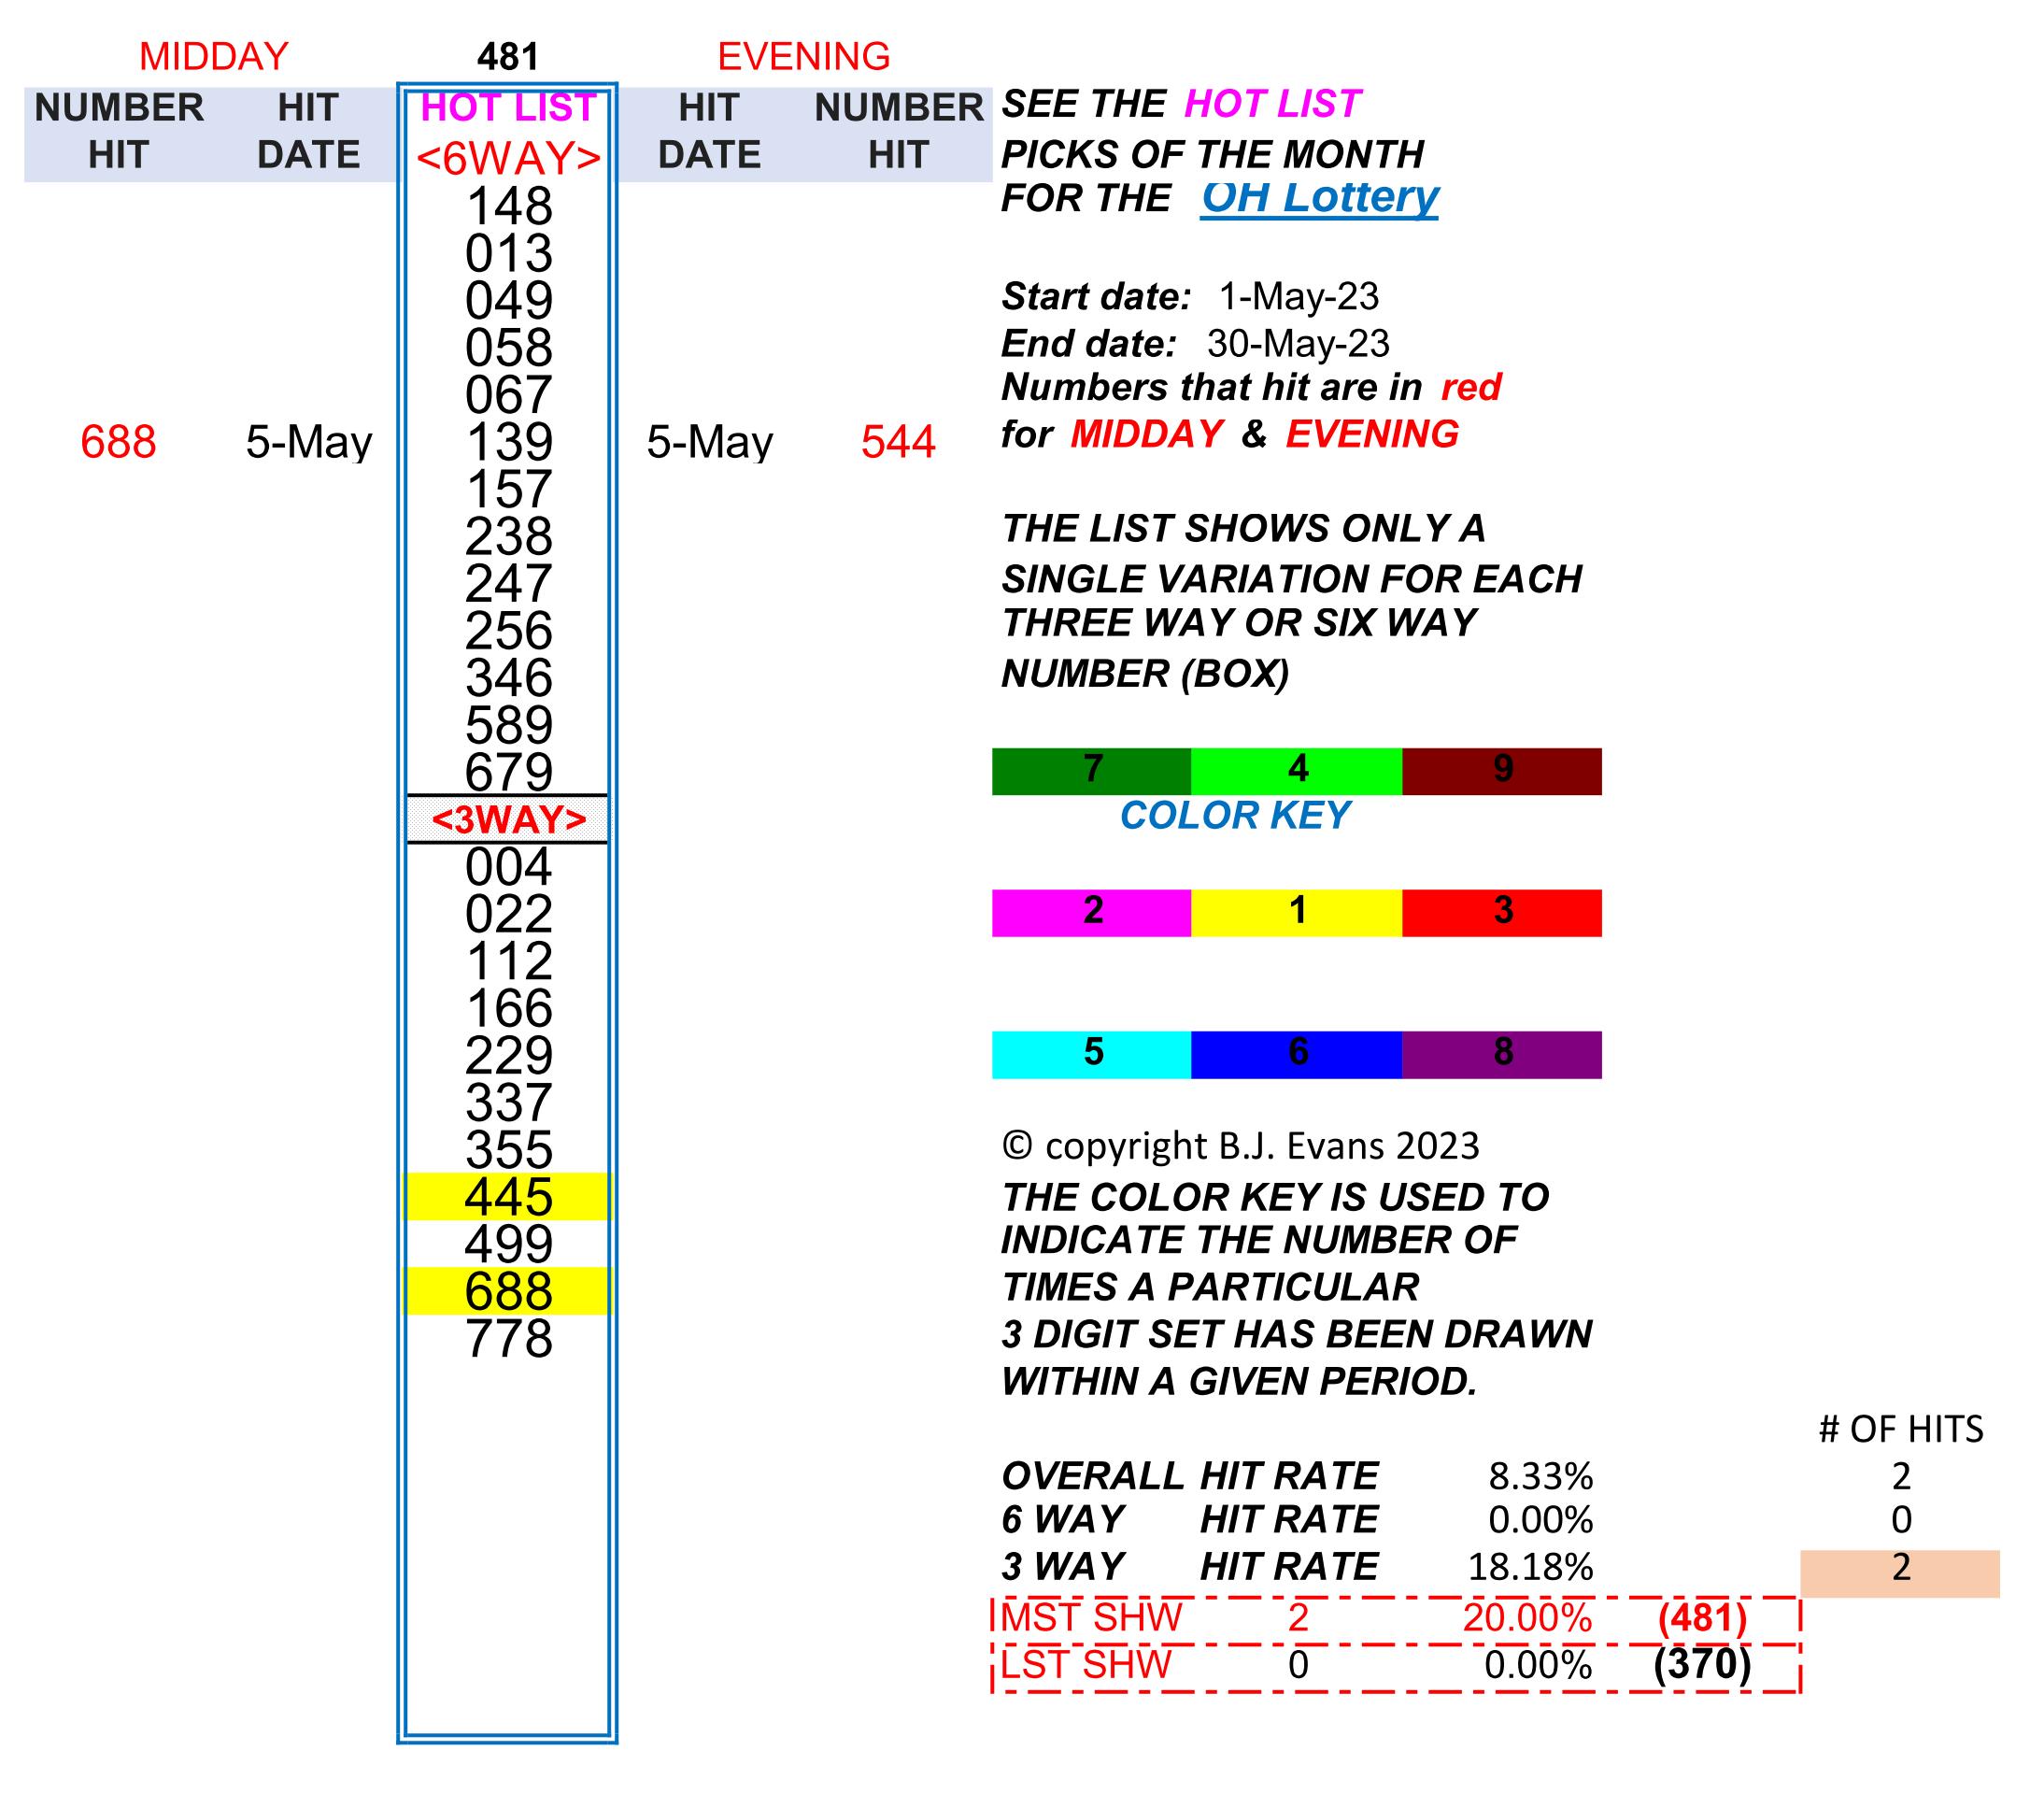 MIDDAY 481 EVENING
NUMBER HIT HOT LIST HIT NUMBER
HIT DATE <6WAY> DATE HIT
148
013
049
058
067
688 5-May 139 5-May 544
157
238
247
256
346
589
679
<3WAY>
004
022
112
166
229
337
355
445
499
688
778
SEE THE HOT LIST
PICKS OF THE MONTH
FOR THE OH Lottery
Start date: 1-May-23
End date: 30-May-23
Numbers that hit are in red
for MIDDAY & EVENING
THE LIST SHOWS ONLY A
SINGLE VARIATION FOR EACH
THREE WAY OR SIX WAY
NUMBER (BOX)
7 4 9
COLOR KEY
2 1 3
5 6 8
© copyright B.J. Evans 2023
THE COLOR KEY IS USED TO
INDICATE THE NUMBER OF
TIMES A PARTICULAR
3 DIGIT SET HAS BEEN DRAWN
WITHIN A GIVEN PERIOD.
# OF HITS
OVERALL HIT RATE 8.33% 2
6 WAY HIT RATE 0.00% 0
3 WAY HIT RATE 18.18% 2
MST SHW 2 20.00% (481)
LST SHW 0 0.00% (370)